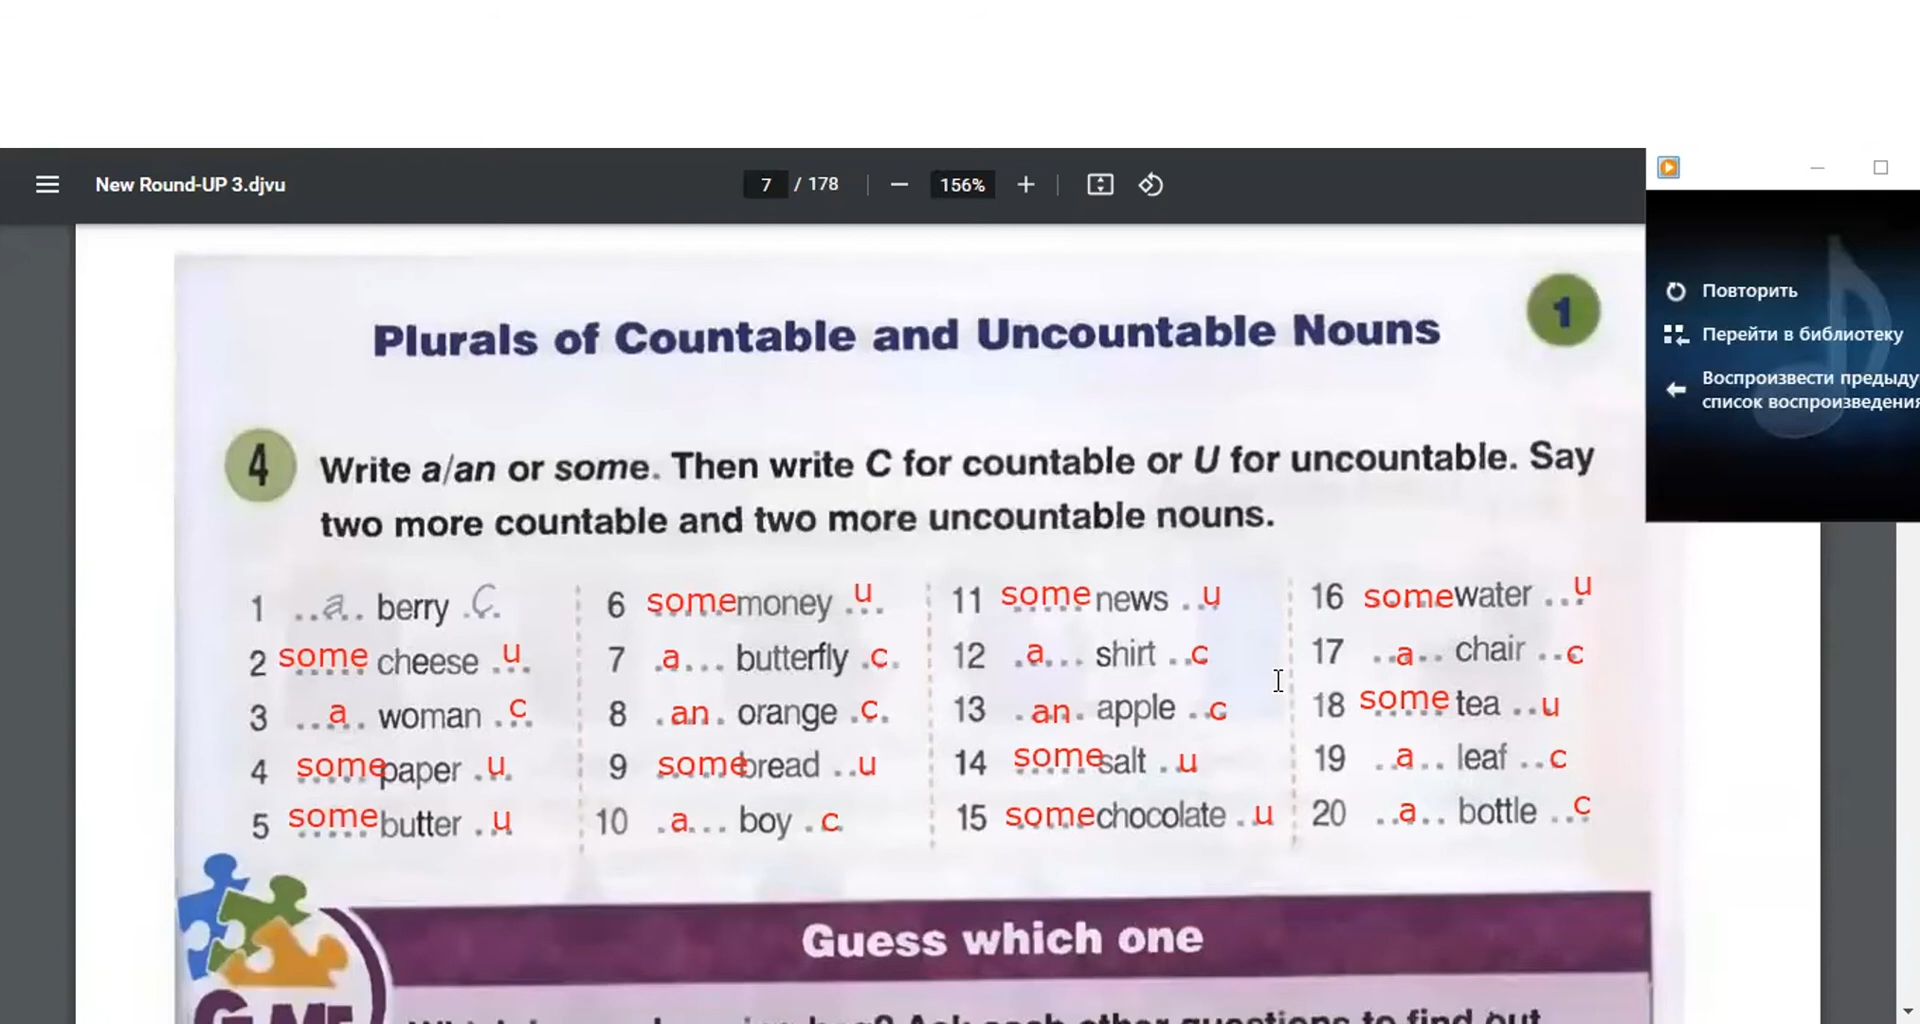 New Round-UP 3.djvu
7 / 178
156%
Повторить
Перейти в библиотеку
Воспроизвести предыду
список воспроизведения
Plurals of Countable and Uncountable Nouns
1
4 Write a/an or some. Then write C for countable or U for uncountable. Say
two more countable and two more uncountable nouns.
1 ..a.. berry .C.
2 some cheese .u.
3 ...a.. woman ..c.
4 some paper .u.
5 some butter ..u
6 some money .u.
7 .a... butterfly .c.
8 .an. orange .c.
9 some bread ..u
10 .a... boy .c
11 some news ..u
12 .a... shirt ..c
13 .an. apple ..c
14 some salt ..u
15 some chocolate ..u
16 some water ...u
17 ..a.. chair ..c
18 some tea ..u
19 ..a.. leaf ..c
20 ..a.. bottle ...c
Guess which one